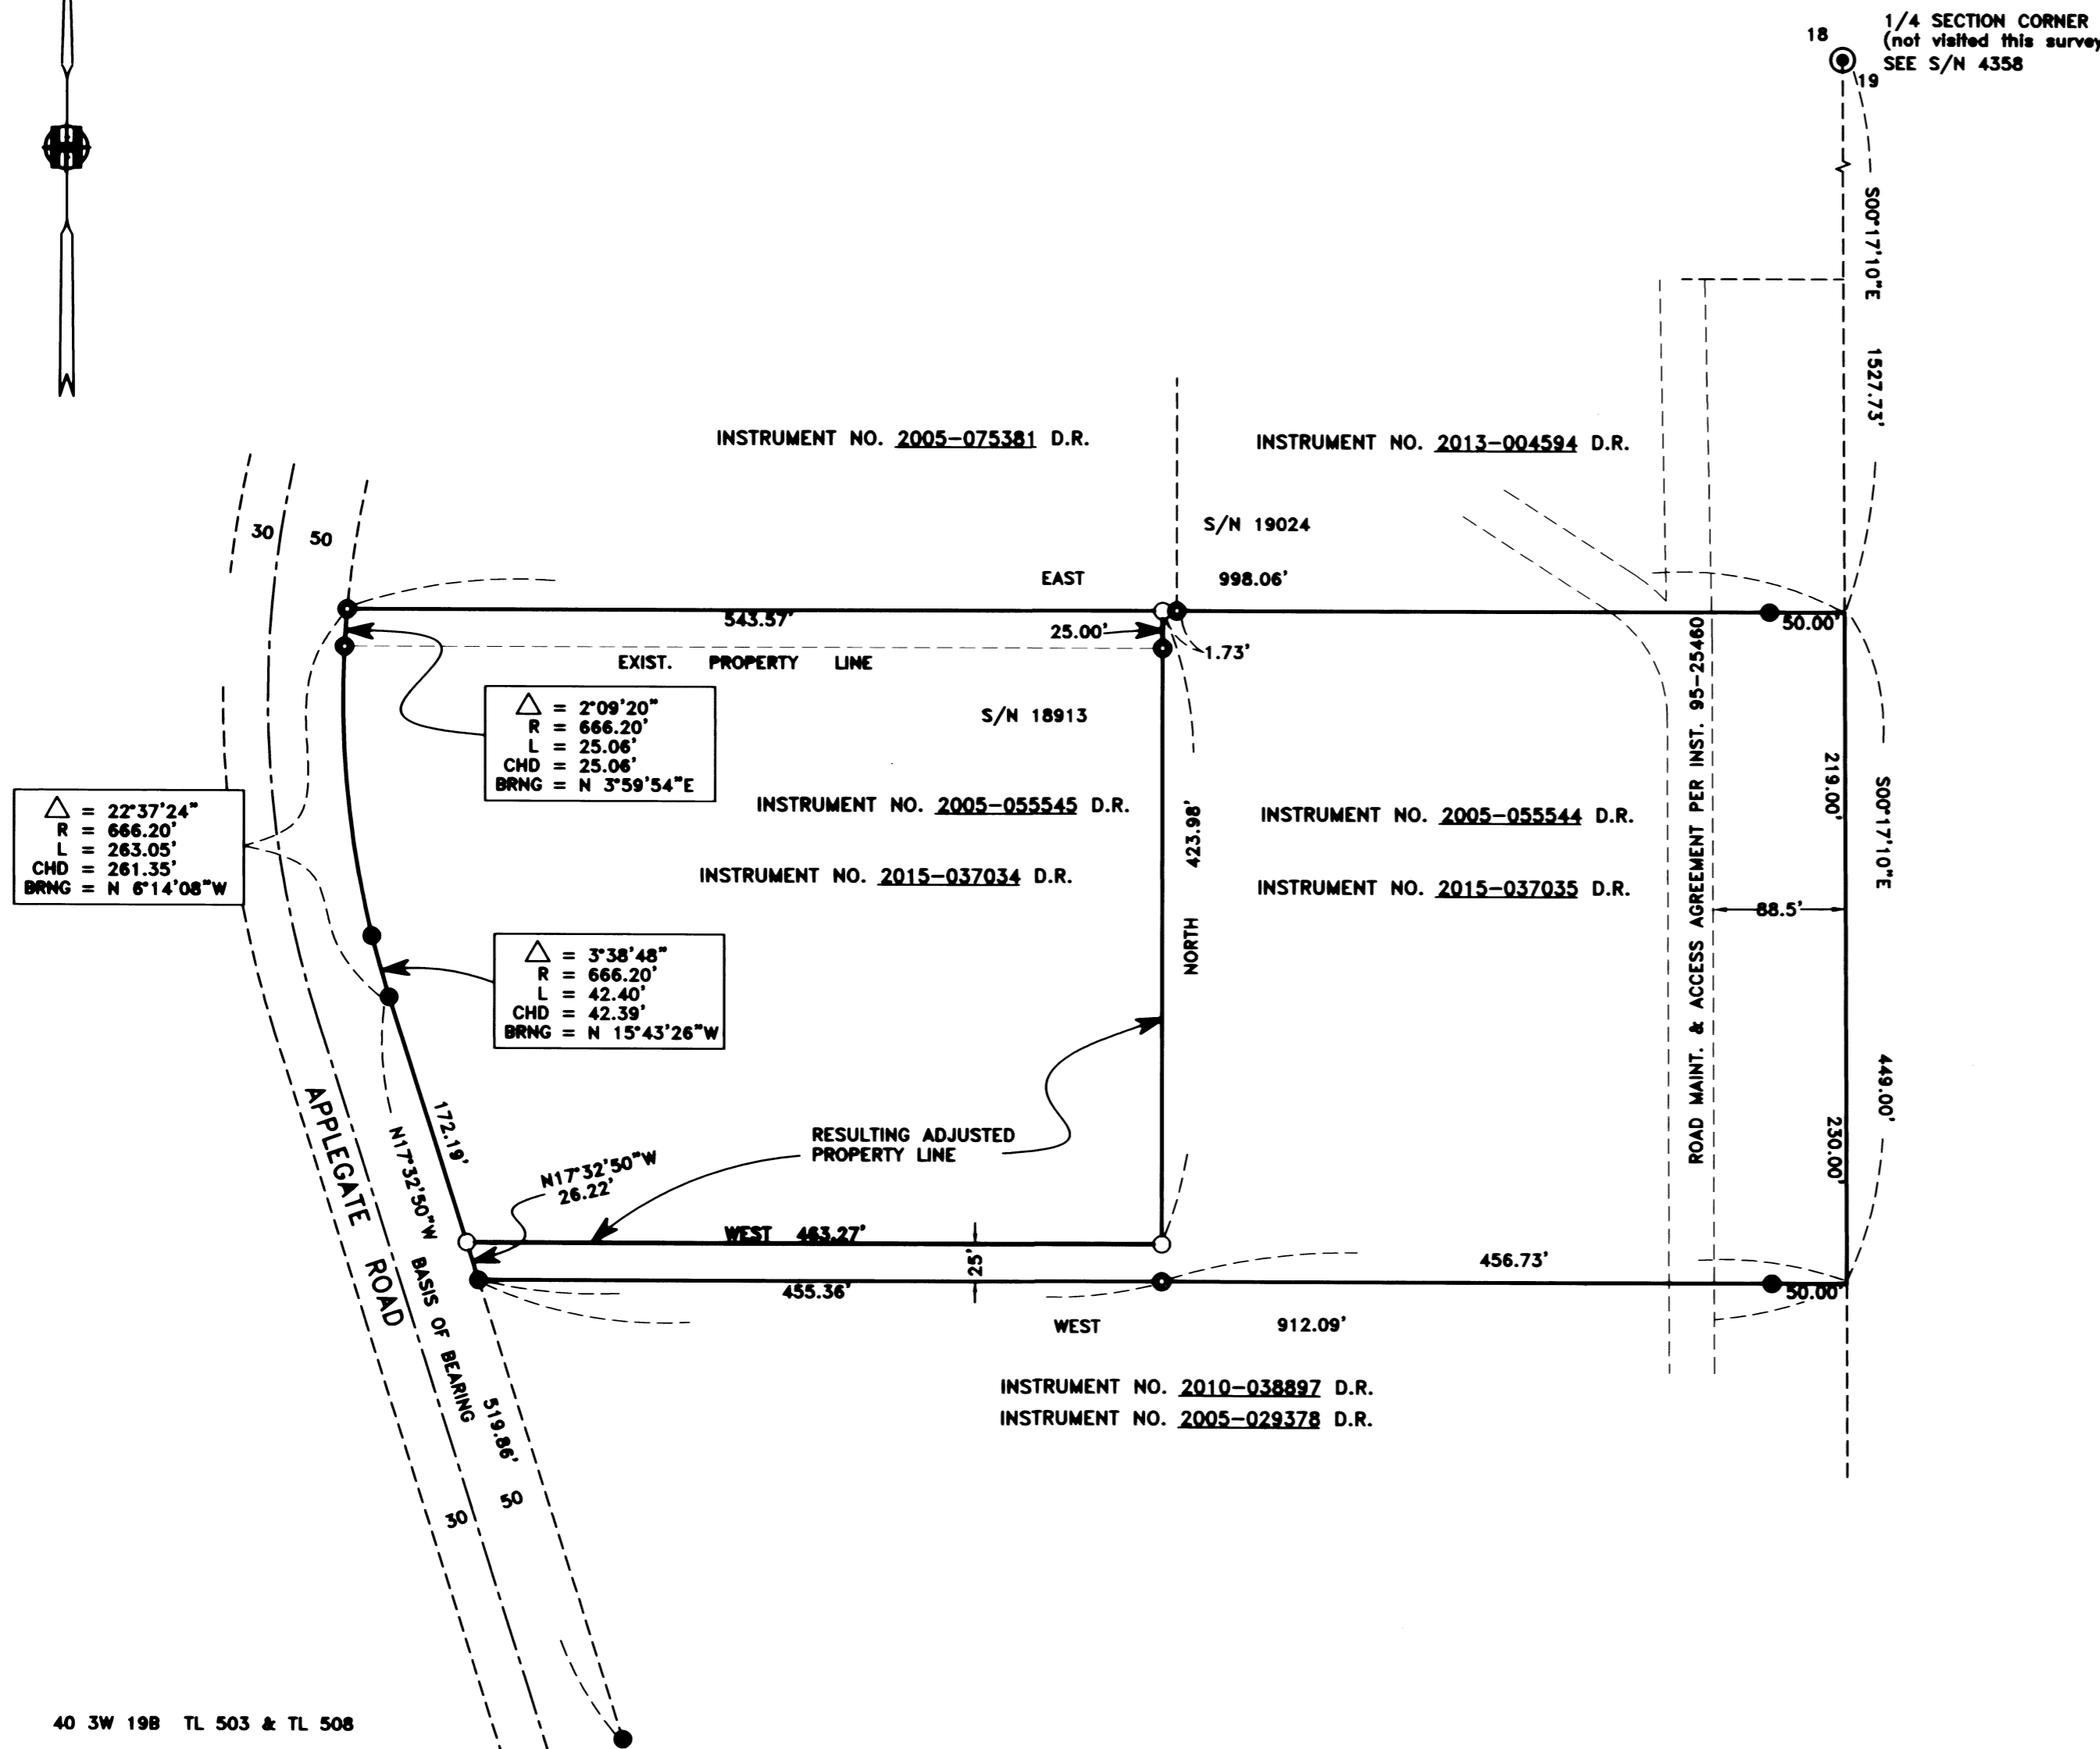 1/4 SECTION CORNER
18
(not visited this survey
SEE S/N 4358
19
S00°17'10"E 1527.73'
INSTRUMENT NO. 2005-075381 D.R.
INSTRUMENT NO. 2013-004594 D.R.
S/N 19024
30
50
EAST 998.06'
543.57'
25.00'
50.00'
1.73'
EXIST. PROPERTY LINE
S/N 18913
△ = 2°09'20"
R = 666.20'
L = 25.06'
CHD = 25.06'
BRNG = N 3°59'54"E
△ = 22°37'24"
R = 666.20'
L = 263.05'
CHD = 261.35'
BRNG = N 6°14'08"W
INSTRUMENT NO. 2005-055545 D.R.
INSTRUMENT NO. 2005-055544 D.R.
INSTRUMENT NO. 2015-037034 D.R.
INSTRUMENT NO. 2015-037035 D.R.
NORTH 423.98'
ROAD MAINT. & ACCESS AGREEMENT PER INST. 95-25460
219.00'
S00°17'10"E 449.00'
88.5'
230.00'
△ = 3°38'48"
R = 666.20'
L = 42.40'
CHD = 42.39'
BRNG = N 15°43'26"W
172.19'
RESULTING ADJUSTED
PROPERTY LINE
N17°32'50"W
26.22'
APPLEGATE ROAD
N17°32'50"W BASIS OF BEARING 519.86'
WEST 463.27'
25'
456.73'
455.36'
50.00'
WEST 912.09'
INSTRUMENT NO. 2010-038897 D.R.
INSTRUMENT NO. 2005-029378 D.R.
50
30
40 3W 19B TL 503 & TL 508